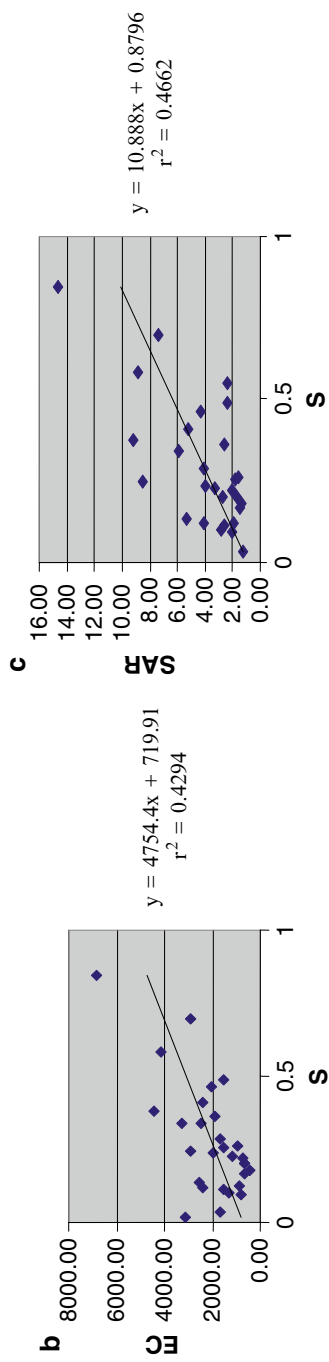 b
8000.00
6000.00
4000.00
2000.00
0.00
EC
0
0.5
1
S
y = 4754.4x + 719.91
r² = 0.4294
c
16.00
14.00
12.00
10.00
8.00
6.00
4.00
2.00
0.00
SAR
0
0.5
1
S
y = 10.888x + 0.8796
r² = 0.4662